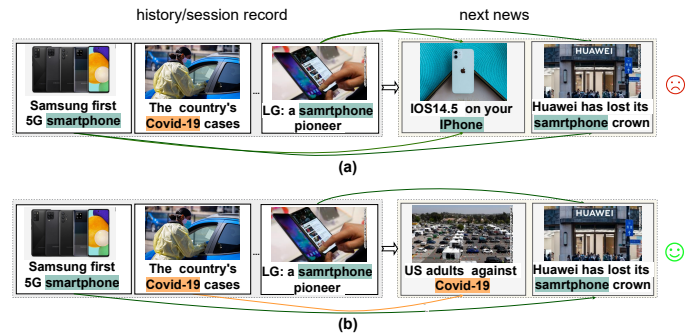 history/session record
next news
HUAWEI
Samsung first
5G smartphone
The country's
Covid-19 cases
...
LG: a samrtphone
pioneer
IOS14.5 on your
IPhone
Huawei has lost its
samrtphone crown
(a)
HUAWEI
Samsung first
5G smartphone
The country's
Covid-19 cases
...
LG: a samrtphone
pioneer
US adults against
Covid-19
Huawei has lost its
samrtphone crown
(b)